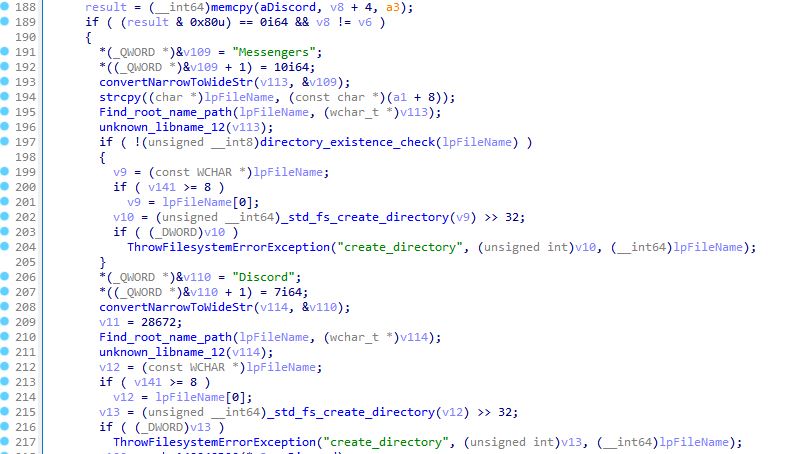 188 result = (__int64)memcpy(aDiscord, v8 + 4, a3);
189 if ( (result & 0x80u) == 0i64 && v8 != v6 )
190 {
191 *(_QWORD *)&v109 = "Messengers";
192 *((_QWORD *)&v109 + 1) = 10i64;
193 convertNarrowToWideStr(v113, &v109);
194 strcpy((char *)lpFileName, (const char *)(a1 + 8));
195 Find_root_name_path(lpFileName, (wchar_t *)v113);
196 unknown_libname_12(v113);
197 if ( !(unsigned __int8)directory_existence_check(lpFileName) )
198 {
199 v9 = (const WCHAR *)lpFileName;
200 if ( v141 >= 8 )
201 v9 = lpFileName[0];
202 v10 = (unsigned __int64)_std_fs_create_directory(v9) >> 32;
203 if ( (_DWORD)v10 )
204 ThrowFilesystemErrorException("create_directory", (unsigned int)v10, (__int64)lpFileName);
205 }
206 *(_QWORD *)&v110 = "Discord";
207 *((_QWORD *)&v110 + 1) = 7i64;
208 convertNarrowToWideStr(v114, &v110);
209 v11 = 28672;
210 Find_root_name_path(lpFileName, (wchar_t *)v114);
211 unknown_libname_12(v114);
212 v12 = (const WCHAR *)lpFileName;
213 if ( v141 >= 8 )
214 v12 = lpFileName[0];
215 v13 = (unsigned __int64)_std_fs_create_directory(v12) >> 32;
216 if ( (_DWORD)v13 )
217 ThrowFilesystemErrorException("create_directory", (unsigned int)v13, (__int64)lpFileName);